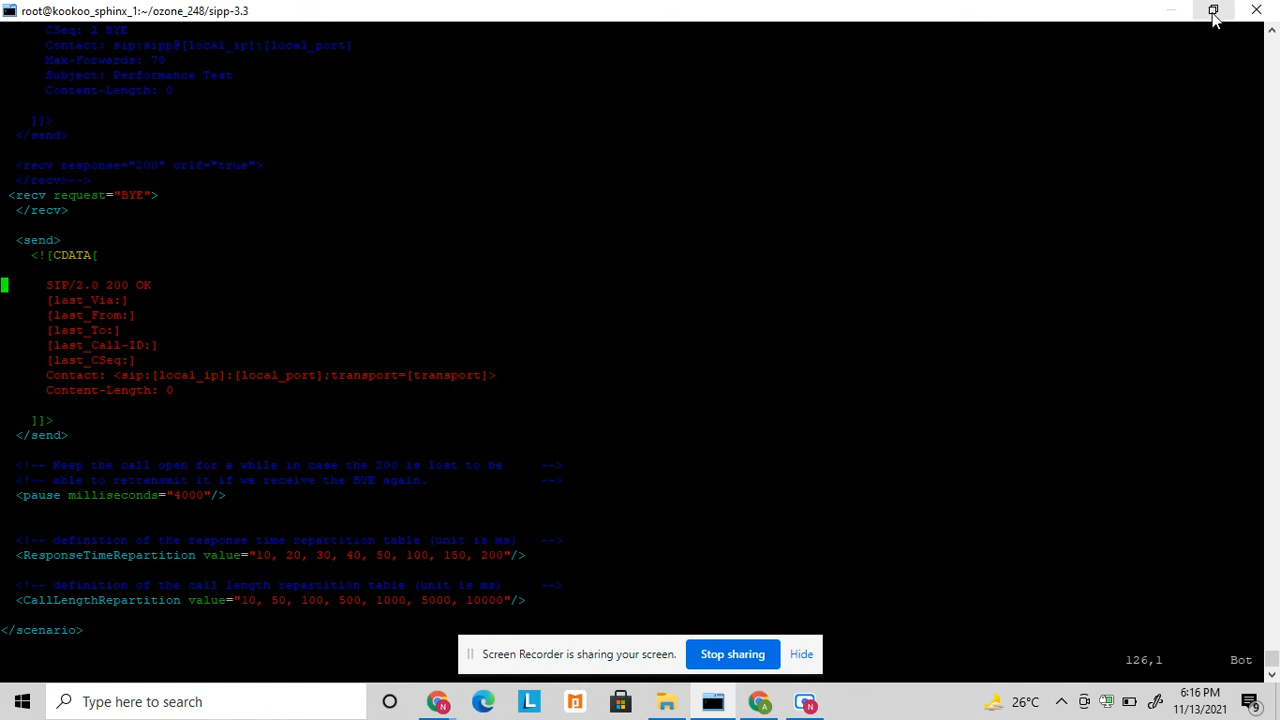 root@kookoo_sphinx_1:~/ozone_248/sipp-3.3
CSeq: 2 BYE
Contact: sip:sipp@[local_ip]:[local_port]
Max-Forwards: 70
Subject: Performance Test
Content-Length: 0
]]>
</send>
<recv response="200" crlf="true">
</recv>-->
<recv request="BYE">
</recv>
<send>
<![CDATA[
SIP/2.0 200 OK
[last_Via:]
[last_From:]
[last_To:]
[last_Call-ID:]
[last_CSeq:]
Contact: <sip:[local_ip]:[local_port];transport=[transport]>
Content-Length: 0
]]>
</send>
<!-- Keep the call open for a while in case the 200 is lost to be     -->
<!-- able to retransmit it if we receive the BYE again.               -->
<pause milliseconds="4000"/>
<!-- definition of the response time repartition table (unit is ms)   -->
<ResponseTimeRepartition value="10, 20, 30, 40, 50, 100, 150, 200"/>
<!-- definition of the call length repartition table (unit is ms)     -->
<CallLengthRepartition value="10, 50, 100, 500, 1000, 5000, 10000"/>
</scenario>
Screen Recorder is sharing your screen. Stop sharing Hide
126,1 Bot
Type here to search
26°C
6:16 PM
11/13/2021